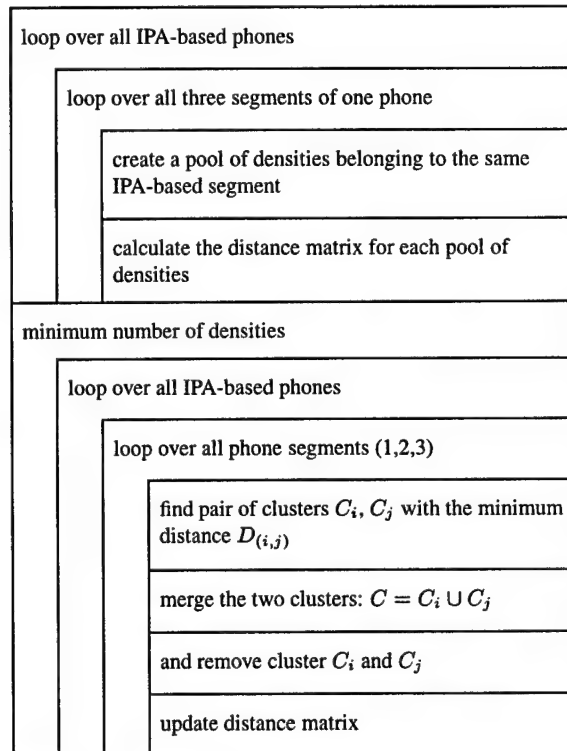 loop over all IPA-based phones
loop over all three segments of one phone
create a pool of densities belonging to the same
IPA-based segment
calculate the distance matrix for each pool of
densities
minimum number of densities
loop over all IPA-based phones
loop over all phone segments (1,2,3)
find pair of clusters C_i, C_j with the minimum
distance D_(i,j)
merge the two clusters: C = C_i ∪ C_j
and remove cluster C_i and C_j
update distance matrix